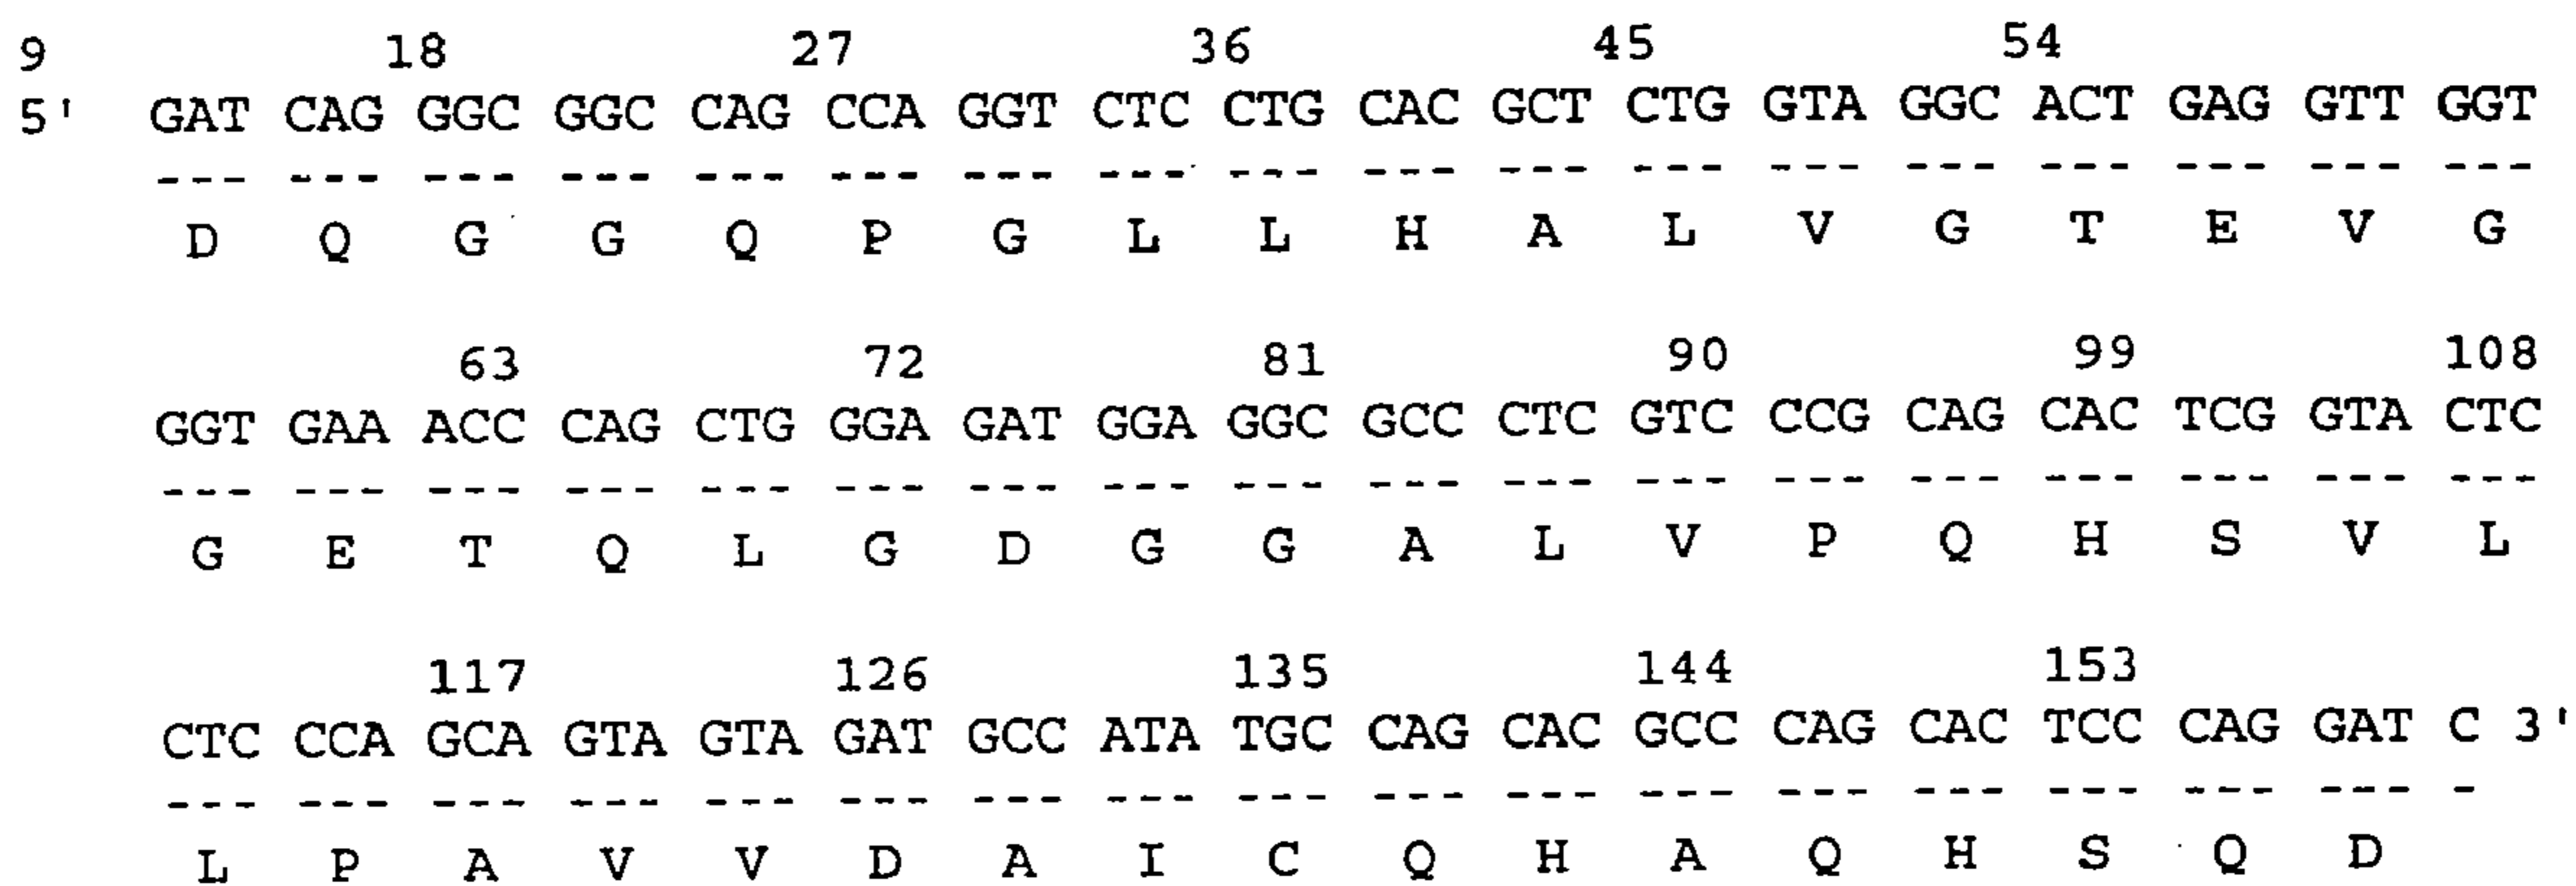 9 18 27 36 45 54
5' GAT CAG GGC GGC CAG CCA GGT CTC CTG CAC GCT CTG GTA GGC ACT GAG GTT GGT
--- --- --- --- --- --- --- --- --- --- --- --- --- --- --- --- --- ---
D Q G G Q P G L L H A L V G T E V G
63 72 81 90 99 108
GGT GAA ACC CAG CTG GGA GAT GGA GGC GCC CTC GTC CCG CAG CAC TCG GTA CTC
--- --- --- --- --- --- --- --- --- --- --- --- --- --- --- --- --- ---
G E T Q L G D G G A L V P Q H S V L
117 126 135 144 153
CTC CCA GCA GTA GTA GAT GCC ATA TGC CAG CAC GCC CAG CAC TCC CAG GAT C 3'
--- --- --- --- --- --- --- --- --- --- --- --- --- --- --- --- --- -
L P A V V D A I C Q H A Q H S Q D